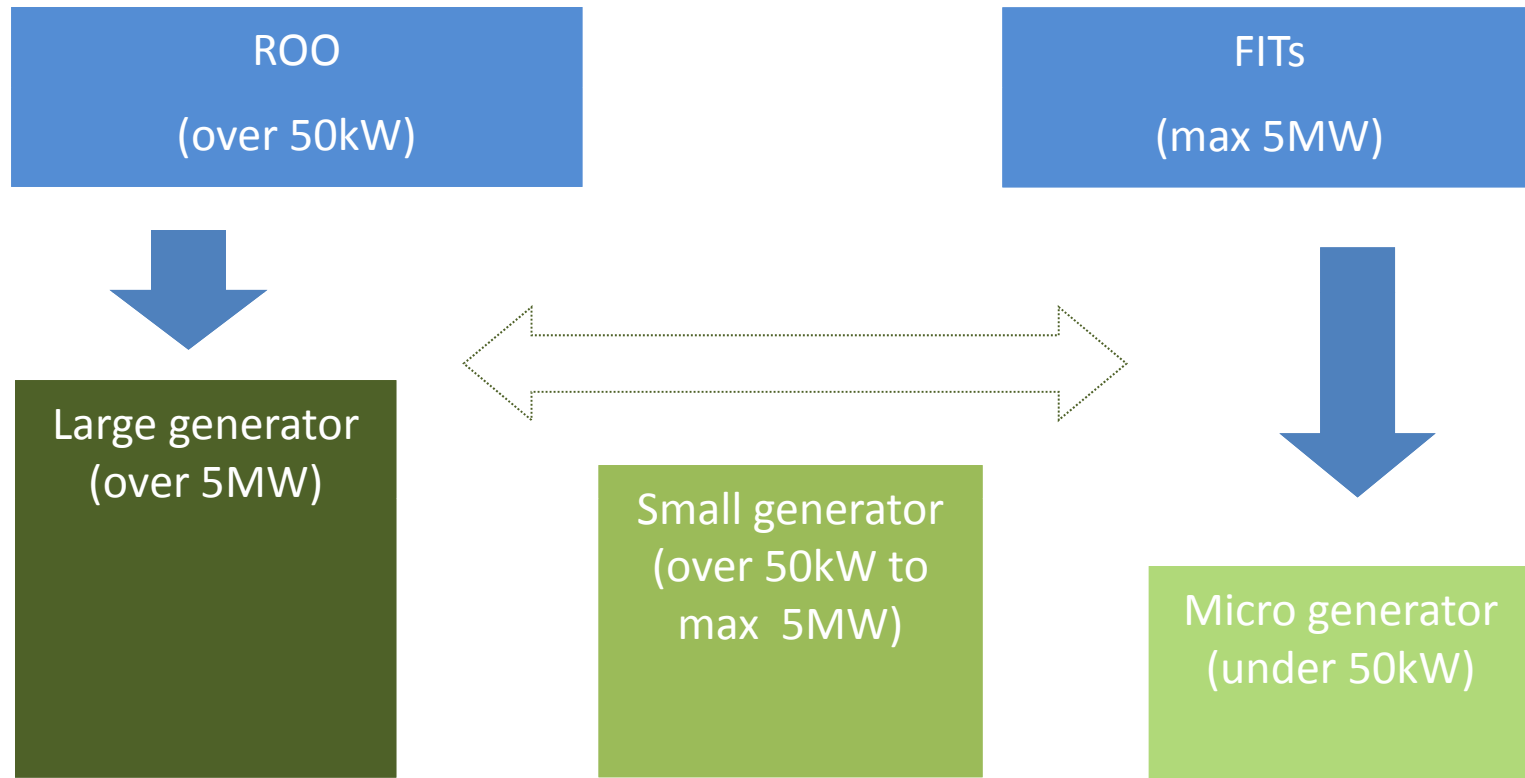 ROO
(over 50kW)
FITs
(max 5MW)
Large generator
(over 5MW)
Small generator
(over 50kW to
max  5MW)
Micro generator
(under 50kW)